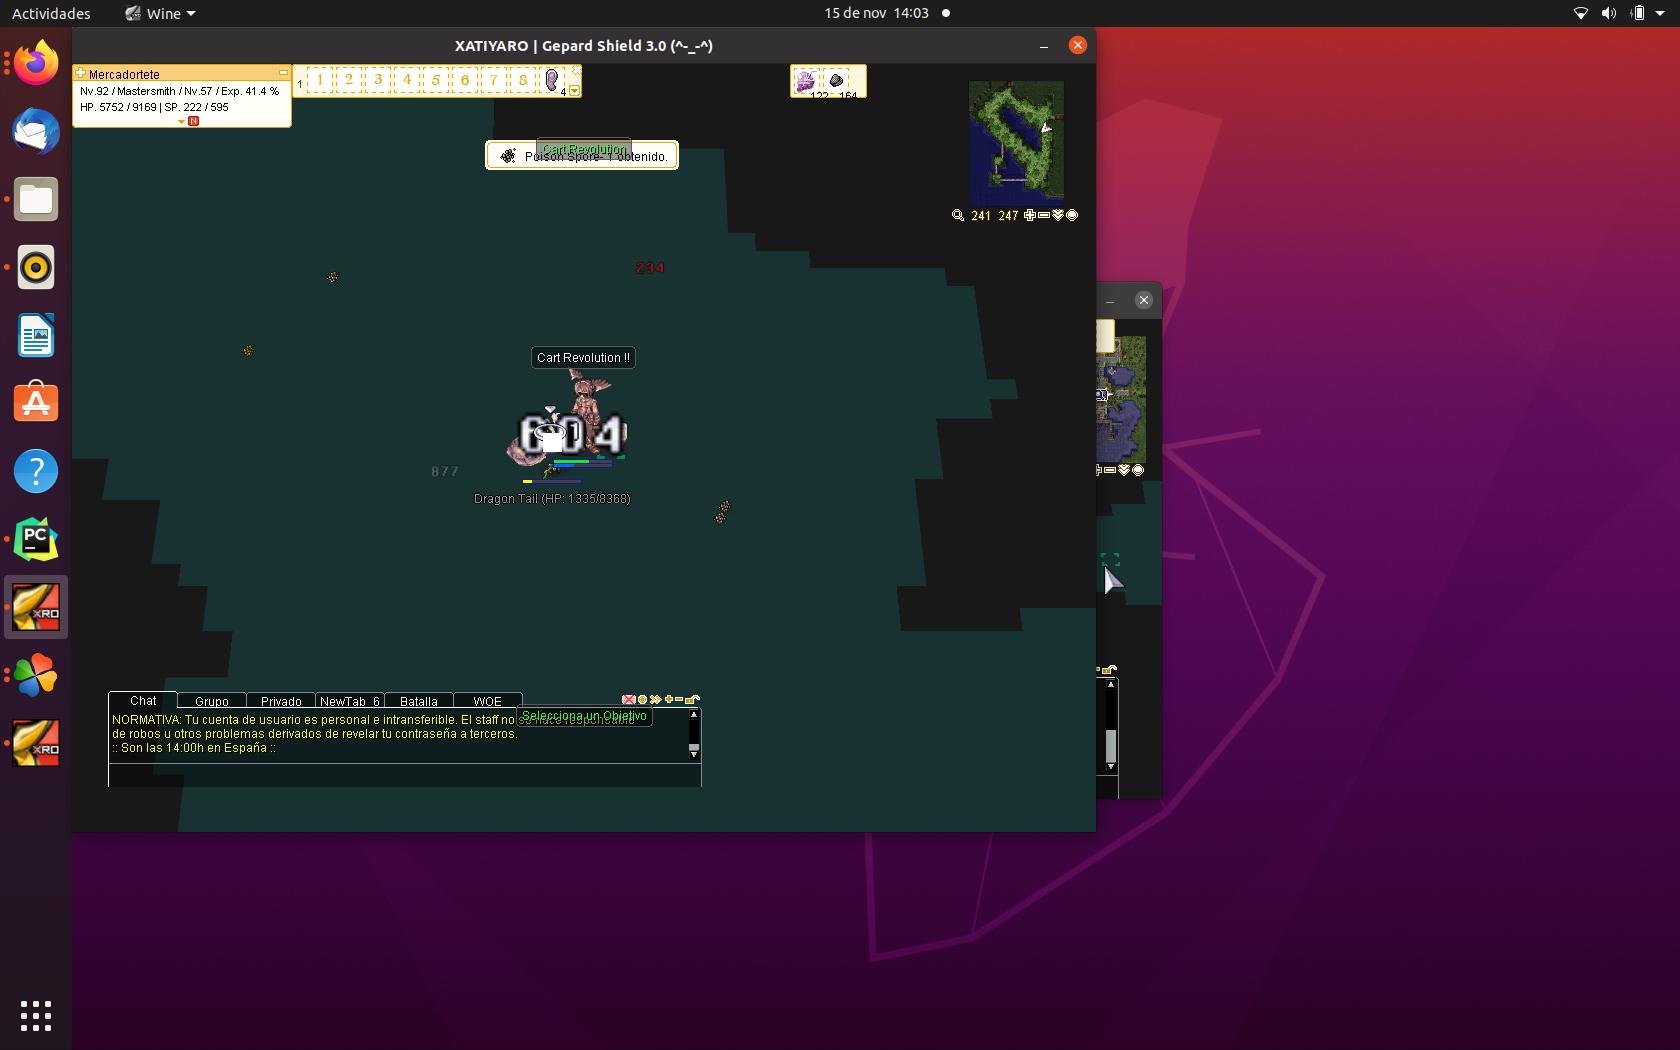 Actividades
Wine
15 de nov 14:03
XATIYARO | Gepard Shield 3.0 (^-_-^)
Mercadortete
Nv.92 / Mastersmith / Nv.57 / Exp. 41.4 %
HP. 5752 / 9169 | SP. 222 / 595
N
1 1 2 3 4 5 6 7 8 4
122 164
Cart Revolution
Poison Spore- 1 obtenido.
241 247
234
Cart Revolution !!
604
877
Dragon Tail (HP: 1335/8368)
PC
XRO
XRO
Chat Grupo Privado NewTab_6 Batalla WOE
NORMATIVA: Tu cuenta de usuario es personal e intransferible. El staff no se hace responsable
Selecciona un Objetivo
de robos u otros problemas derivados de revelar tu contraseña a terceros.
:: Son las 14:00h en España ::